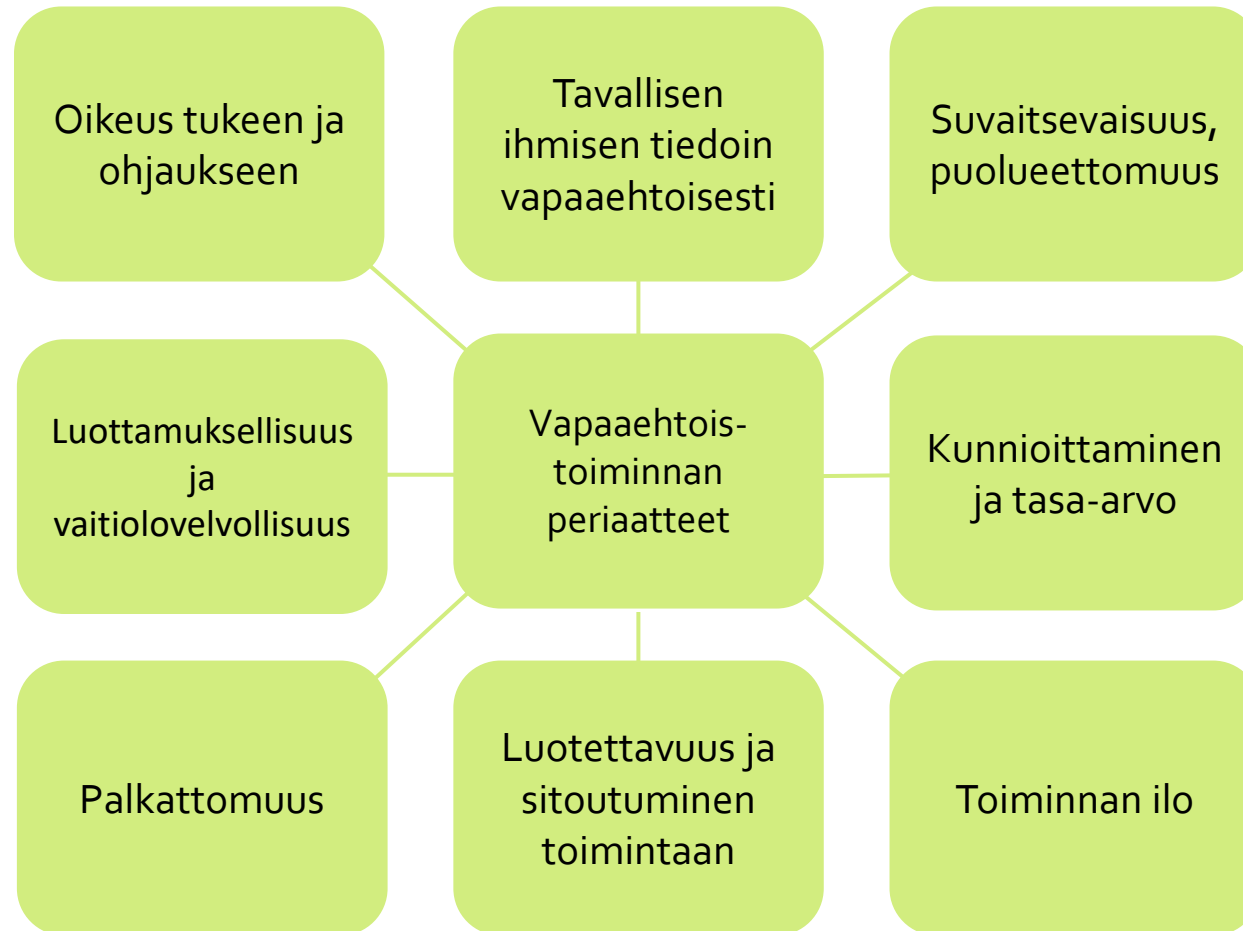 Oikeus tukeen ja
ohjaukseen
Tavallisen
ihmisen tiedoin
vapaaehtoisesti
Suvaitsevaisuus,
puolueettomuus
Luottamuksellisuus
ja
vaitiolovelvollisuus
Vapaaehtois-
toiminnan
periaatteet
Kunnioittaminen
ja tasa-arvo
Palkattomuus
Luotettavuus ja
sitoutuminen
toimintaan
Toiminnan ilo